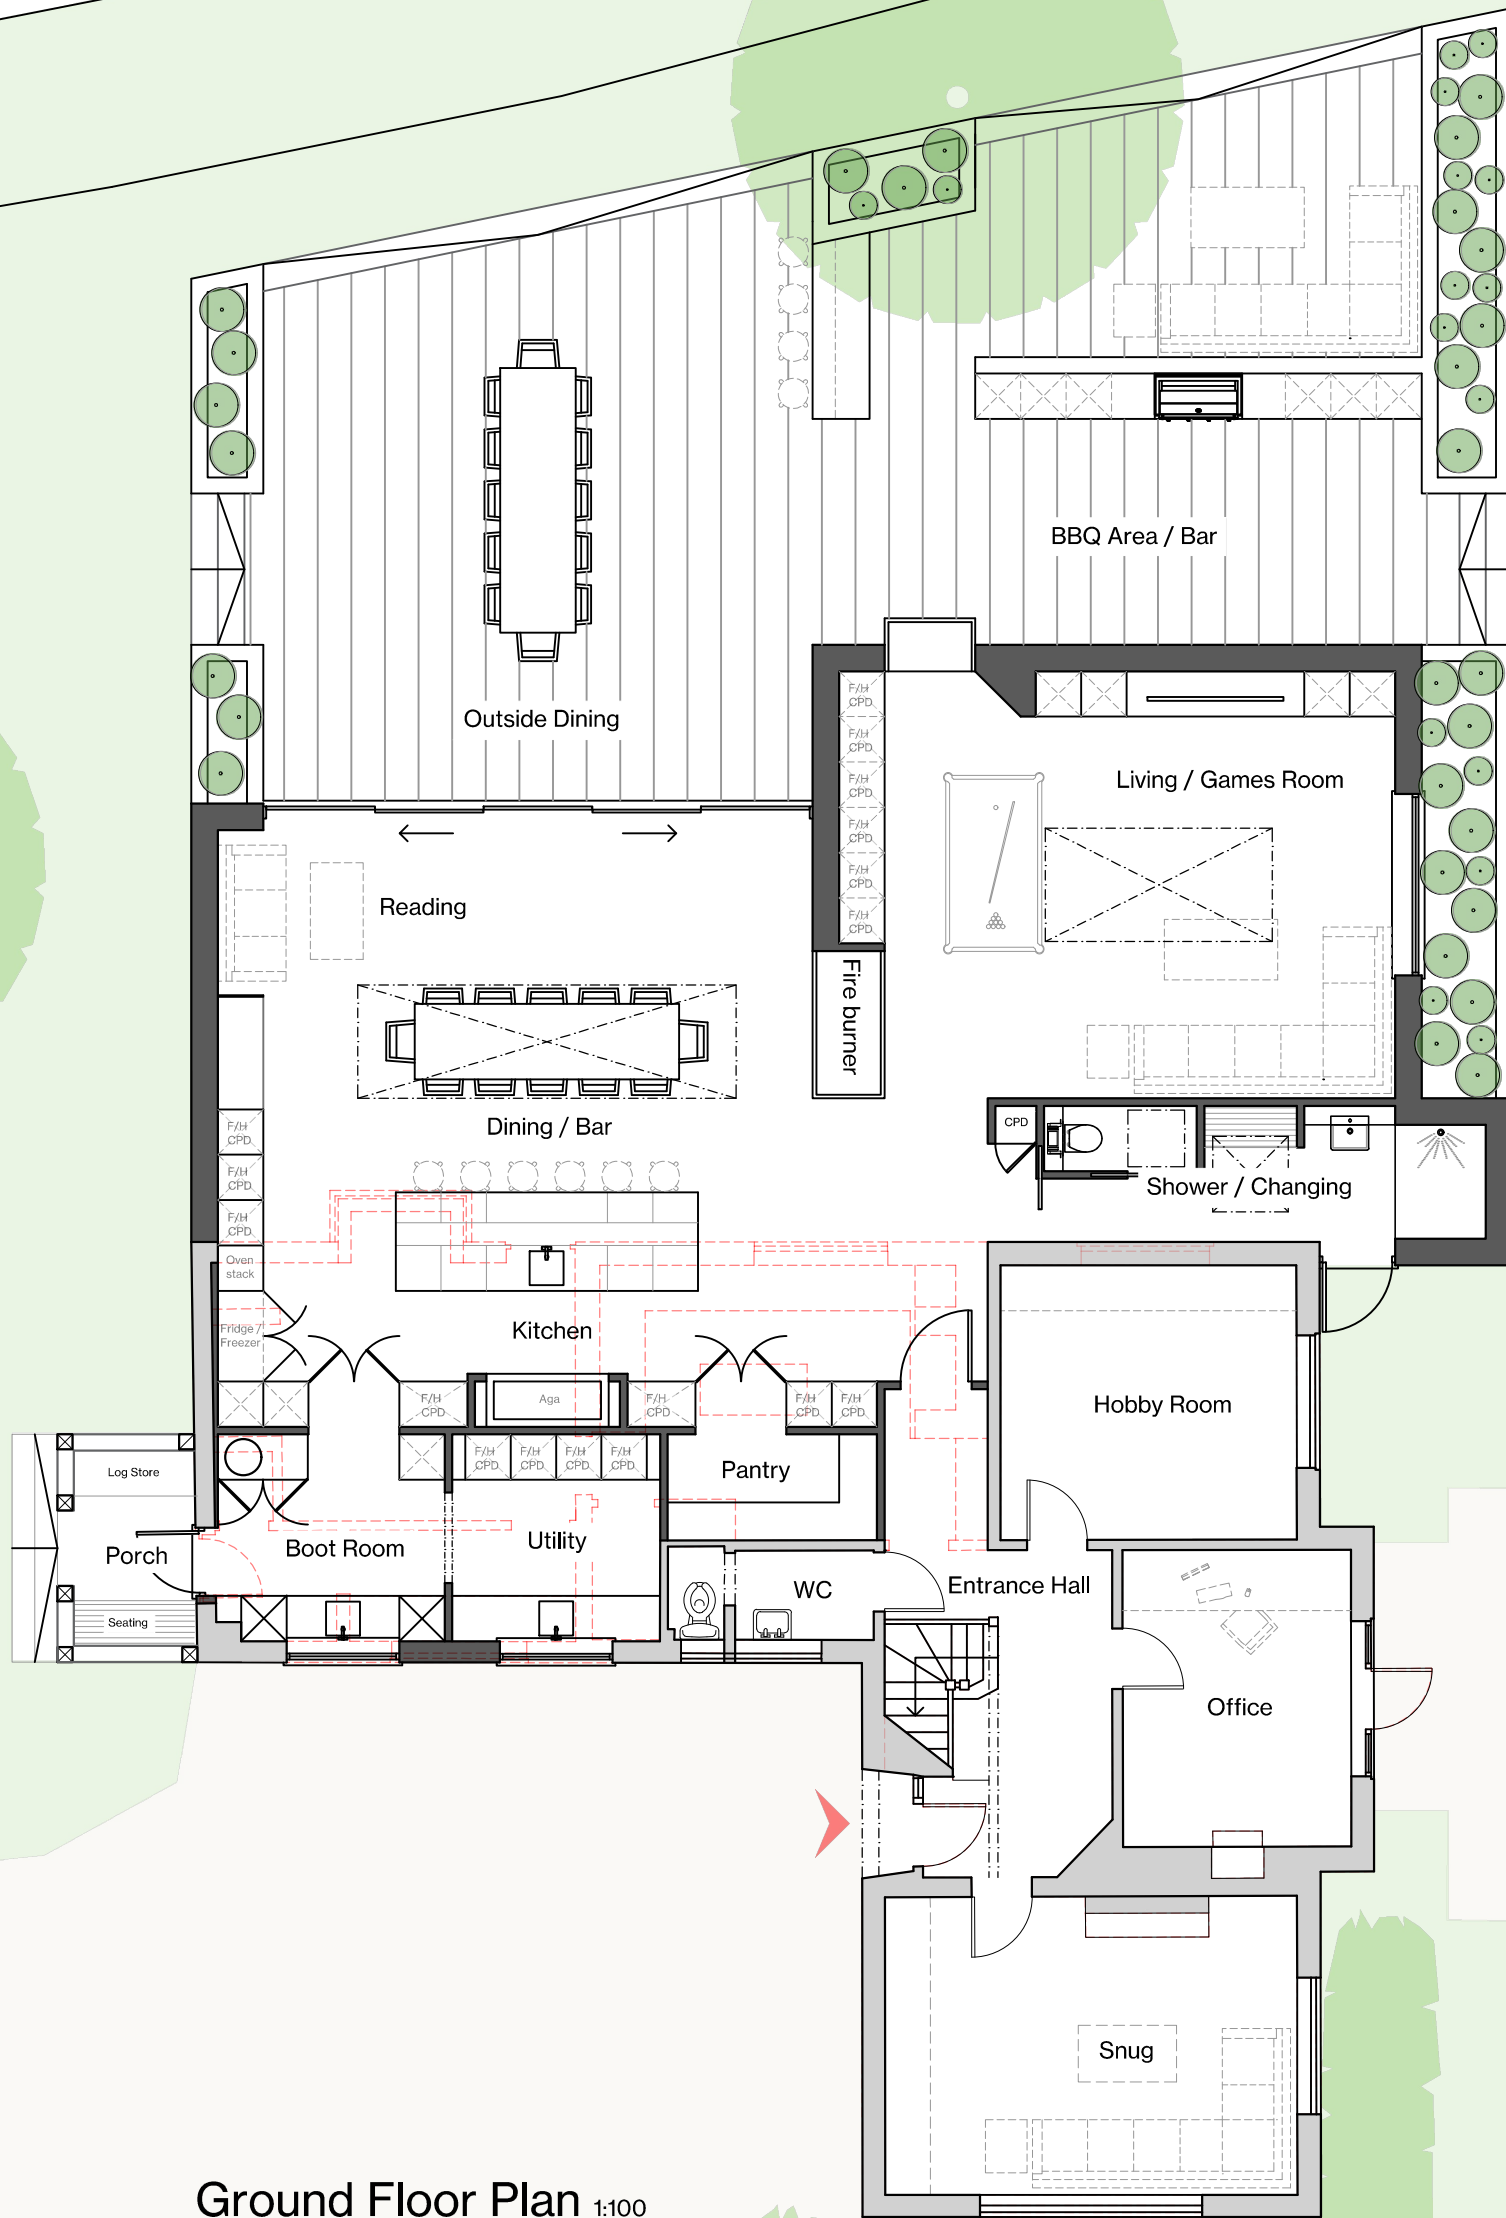 BBQ Area / Bar
Outside Dining
F/H
CPD
F/H
CPD
F/H
CPD
F/H
CPD
F/H
CPD
F/H
CPD
Living / Games Room
Reading
Fire burner
Dining / Bar
CPD
Shower / Changing
F/H
CPD
F/H
CPD
F/H
CPD
Oven
stack
Fridge /
Freezer
Kitchen
F/H
CPD
Aga
F/H
CPD
F/H
CPD
F/H
CPD
Hobby Room
Log Store
F/H
CPD
F/H
CPD
F/H
CPD
F/H
CPD
Pantry
Porch
Boot Room
Utility
WC
Entrance Hall
Seating
Office
Snug
Ground Floor Plan 1:100